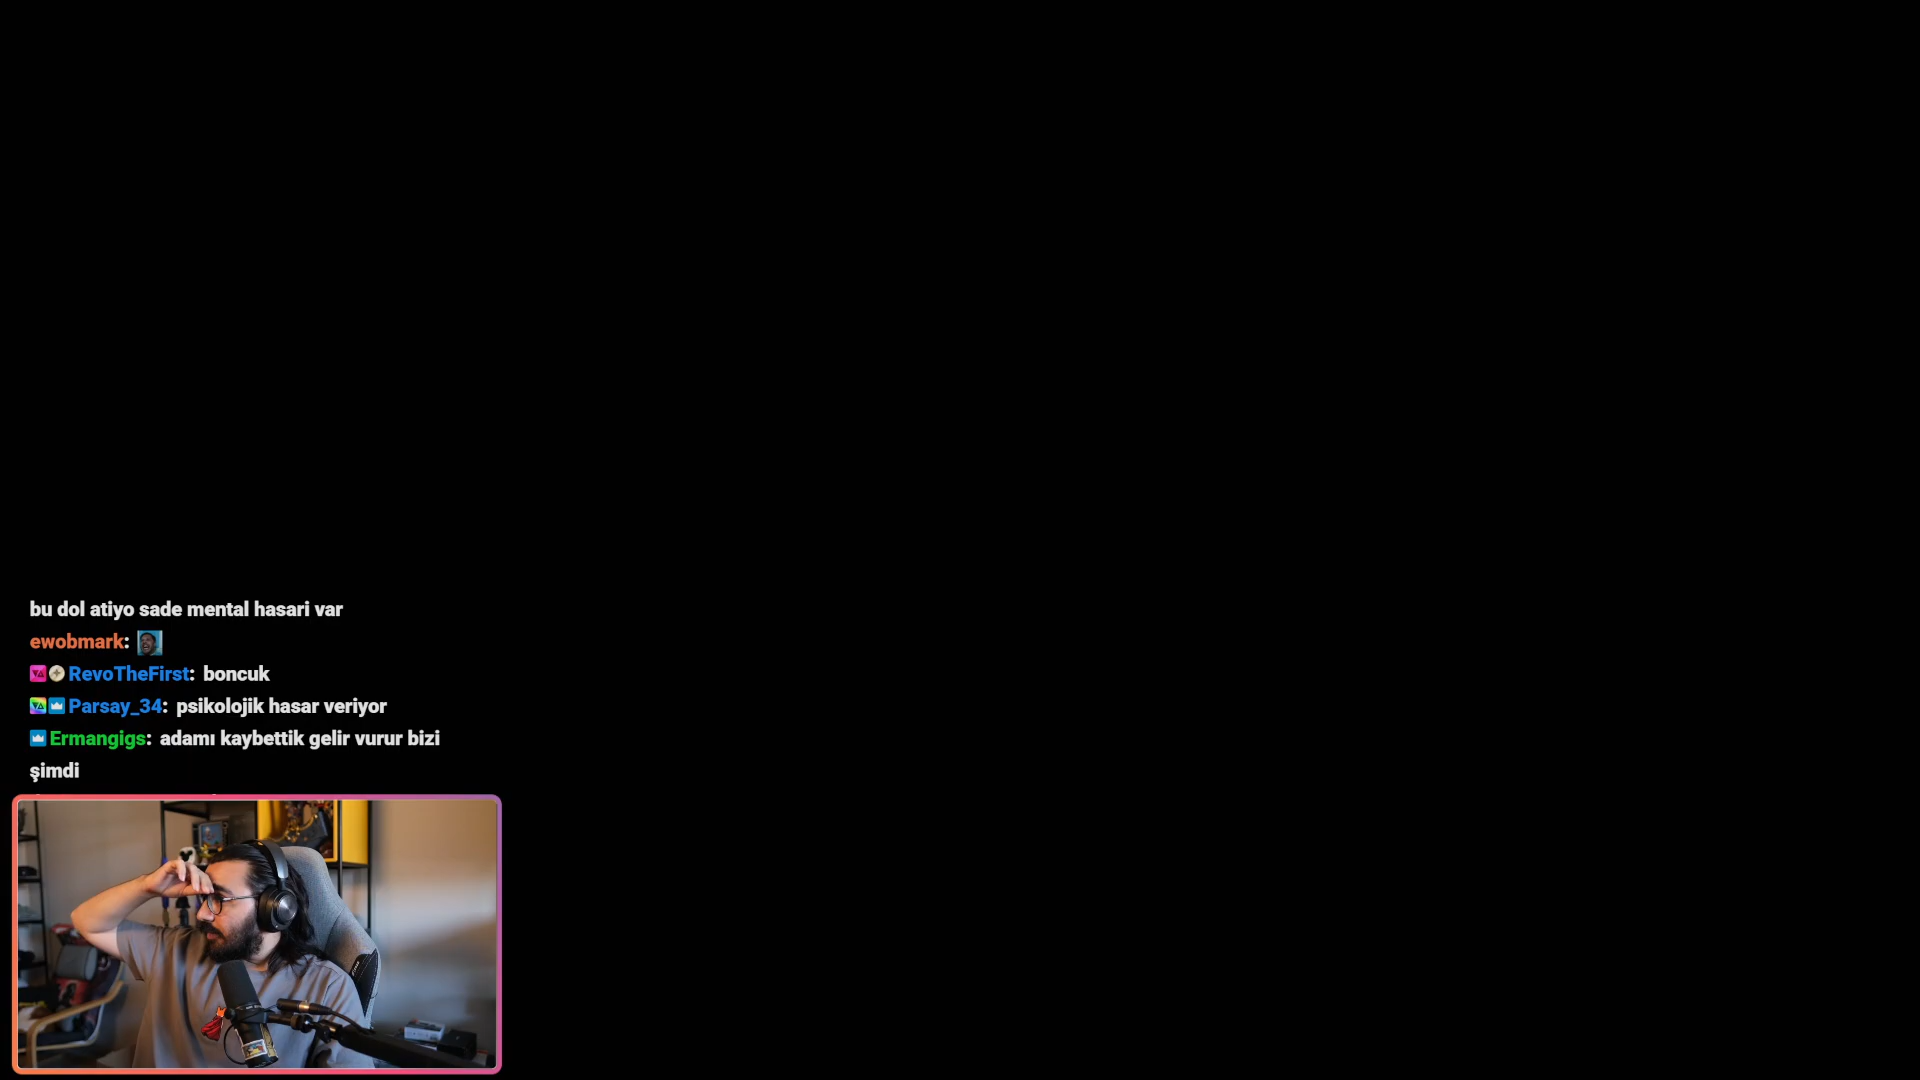 bu dol atiyo sade mental hasari var
ewobmark:
RevoTheFirst: boncuk
Parsay_34: psikolojik hasar veriyor
Ermangigs: adamı kaybettik gelir vurur bizi
şimdi